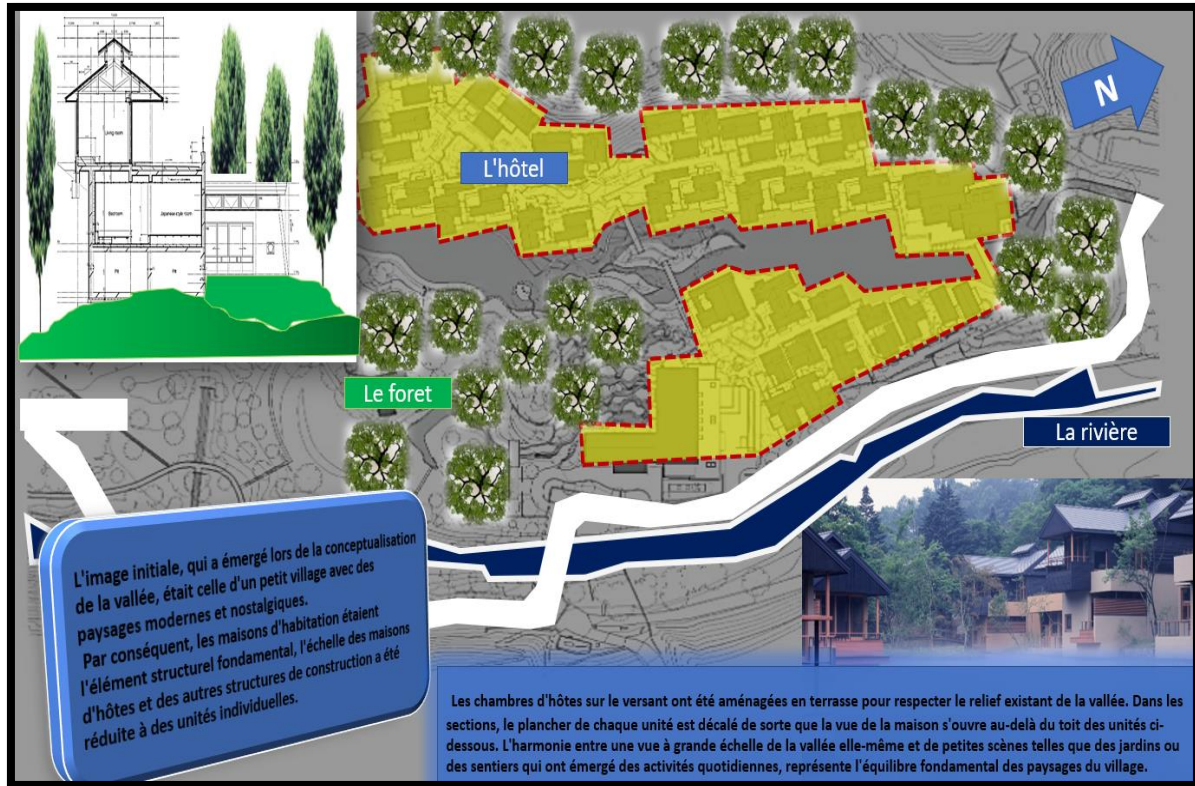 Living room
Bedroom
Japanese-style room
N
L'hôtel
Le foret
La rivière
L'image initiale, qui a émergé lors de la conceptualisation
de la vallée, était celle d'un petit village avec des
paysages modernes et nostalgiques.
Par conséquent, les maisons d'habitation étaient
l'élément structurel fondamental, l'échelle des maisons
d'hôtes et des autres structures de construction a été
réduite à des unités individuelles.
Les chambres d'hôtes sur le versant ont été aménagées en terrasse pour respecter le relief existant de la vallée. Dans les
sections, le plancher de chaque unité est décalé de sorte que la vue de la maison s'ouvre au-delà du toit des unités ci-
dessous. L'harmonie entre une vue à grande échelle de la vallée elle-même et de petites scènes telles que des jardins ou
des sentiers qui ont émergé des activités quotidiennes, représente l'équilibre fondamental des paysages du village.